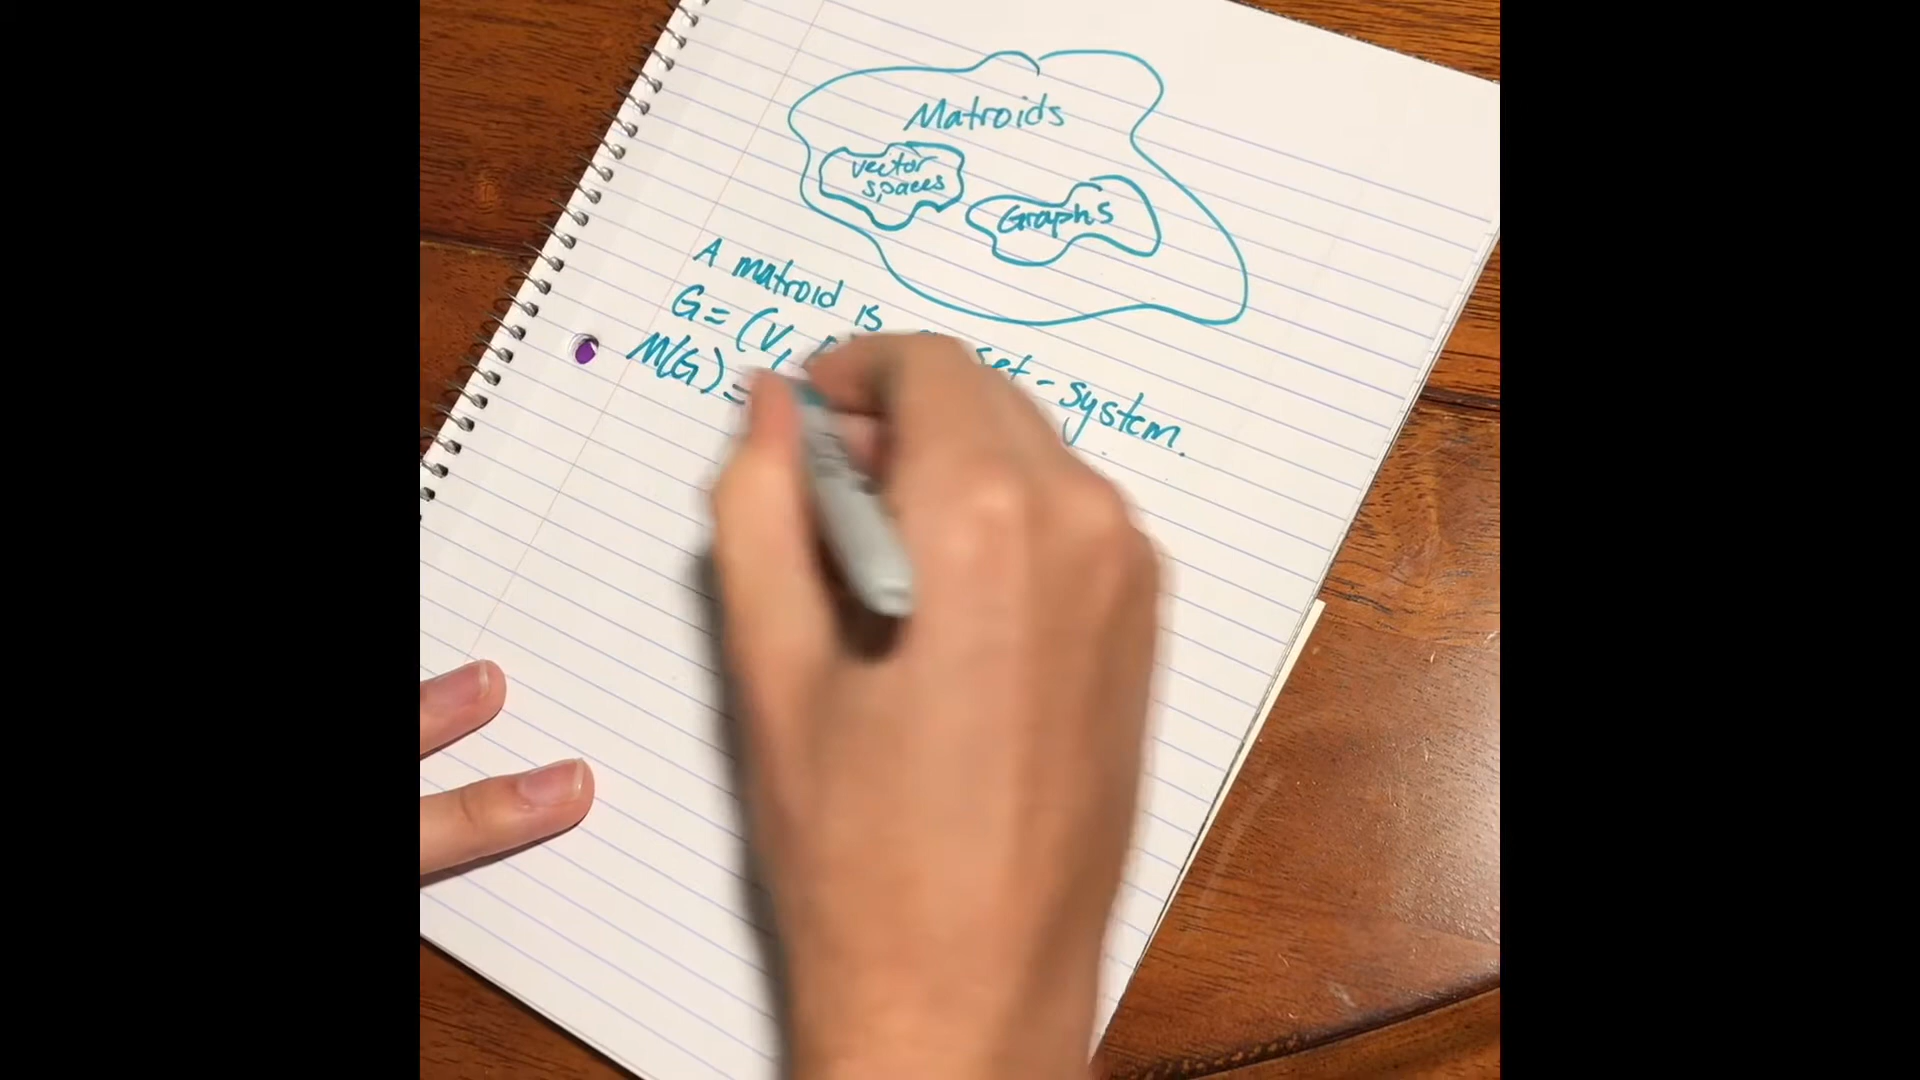 Matroids
vector
spaces
Graphs
A matroid is set-system.
G=(V,
M(G)=